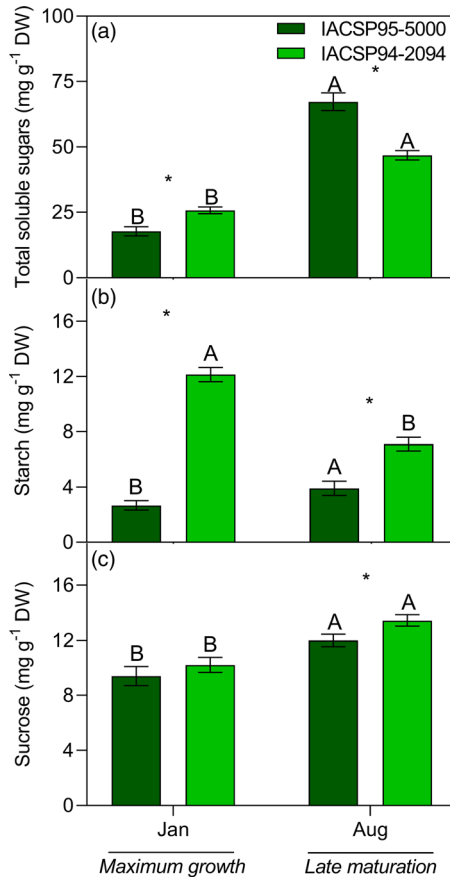 (a)
IACSP95-5000
IACSP94-2094
Total soluble sugars (mg g-1 DW)
100
75
50
25
0
B
*
B
A
*
A
(b)
Starch (mg g-1 DW)
16
12
8
4
0
B
*
A
A
*
B
(c)
Sucrose (mg g-1 DW)
16
12
8
4
0
B
B
A
*
A
Jan
Aug
Maximum growth
Late maturation